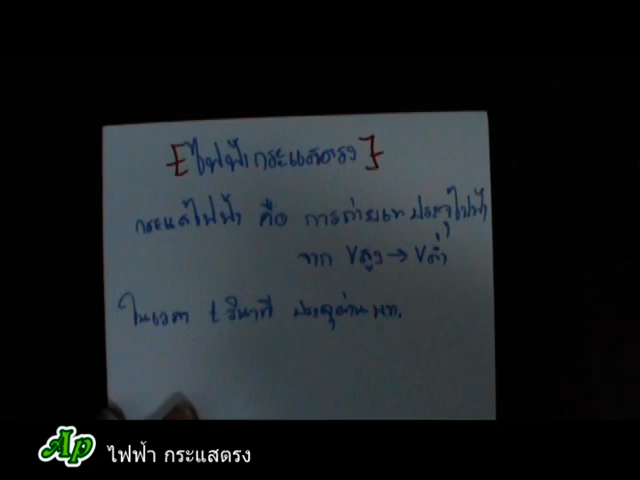 [ไฟฟ้ากระแสตรง]
กระแสไฟฟ้า คือ การถ่ายเทประจุไฟฟ้า
จาก Vสูง → Vต่ำ
ในเวลา t วินาที ประจุผ่าน พท.
Ap ไฟฟ้า กระแสตรง